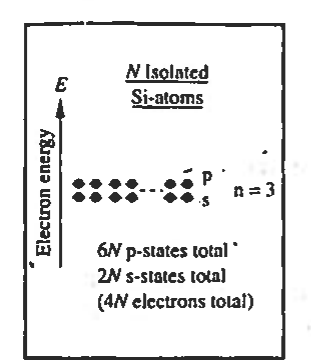 N Isolated
Si-atoms
E
Electron energy
p
s
n = 3
6N p-states total
2N s-states total
(4N electrons total)